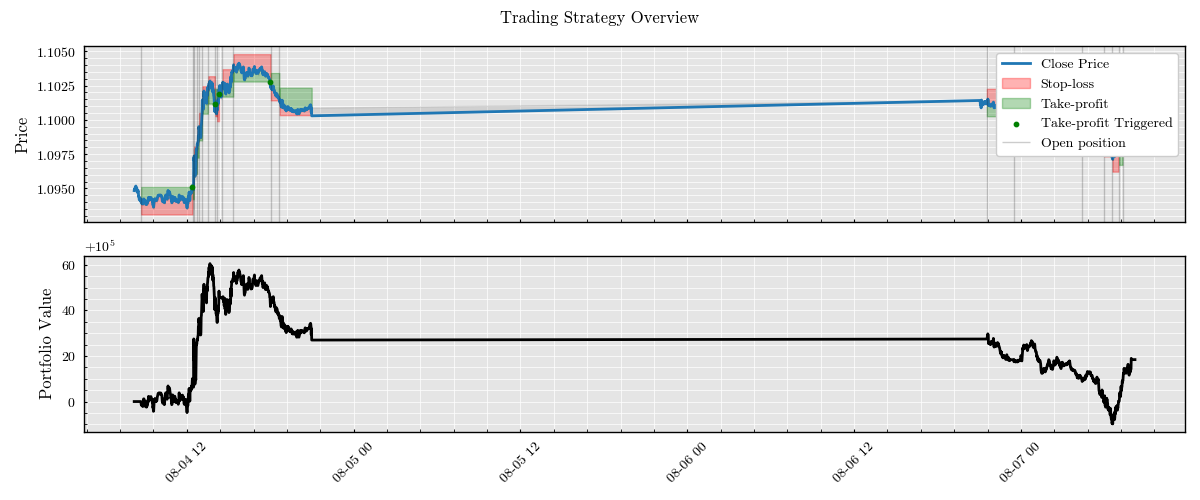 Trading Strategy Overview
1.1050
1.1025
1.1000
1.0975
1.0950
Price
Close Price
Stop-loss
Take-profit
Take-profit Triggered
Open position
+10⁵
60
40
20
0
Portfolio Value
08-04 12
08-05 00
08-05 12
08-06 00
08-06 12
08-07 00